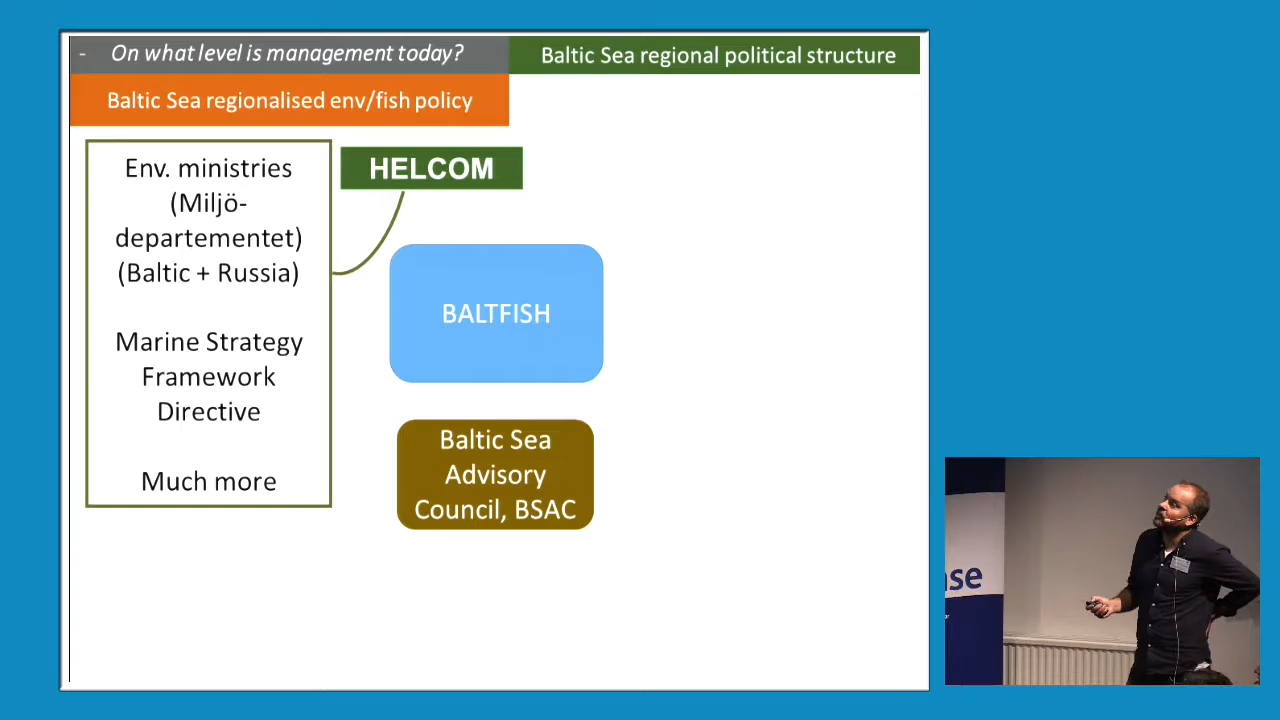 - On what level is management today?
Baltic Sea regional political structure
Baltic Sea regionalised env/fish policy
Env. ministries
(Miljö-
departementet)
(Baltic + Russia)
Marine Strategy
Framework
Directive
Much more
HELCOM
BALTFISH
Baltic Sea
Advisory
Council, BSAC